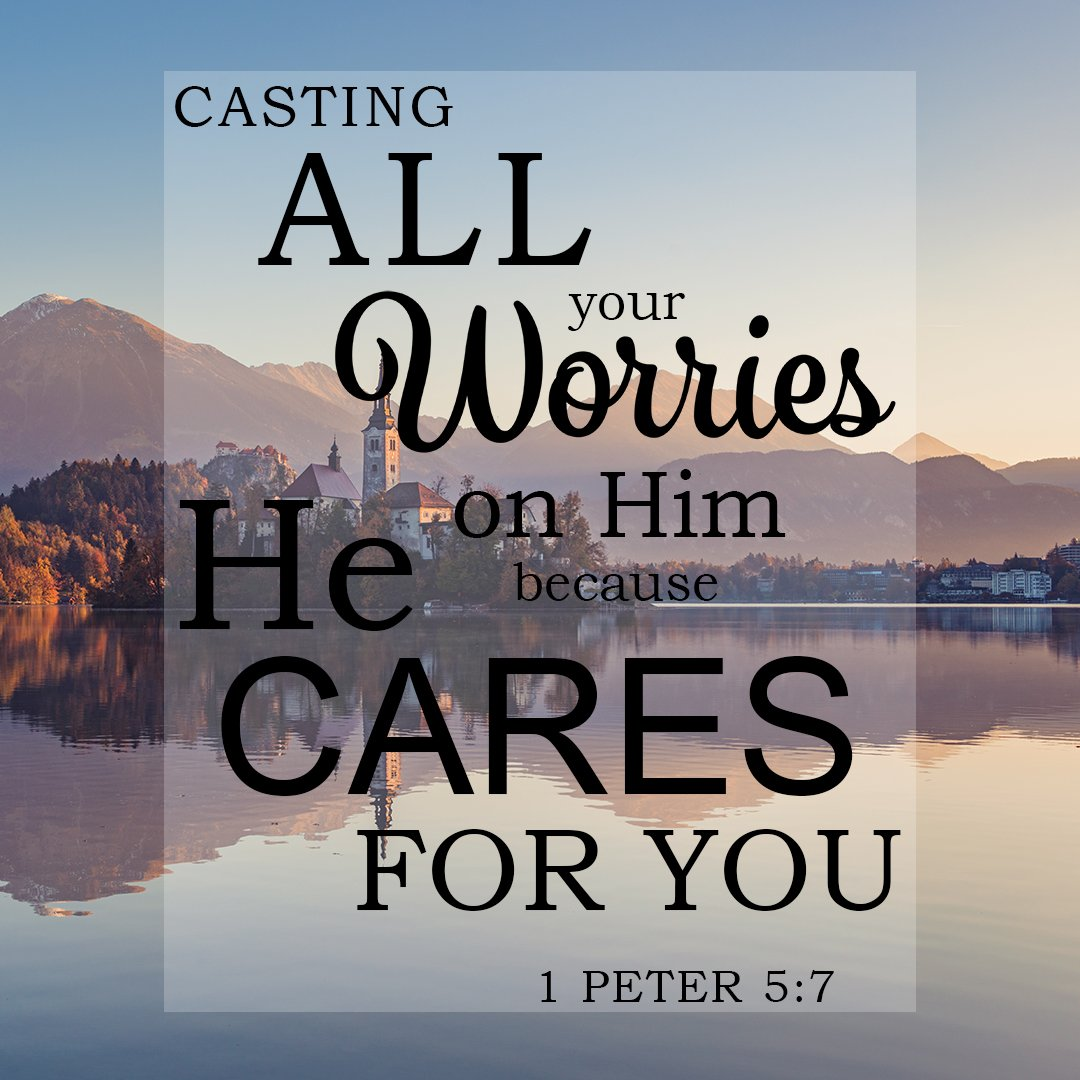 CASTING
ALL
your
Worries
on Him
because
He
CARES
FOR YOU
1 PETER 5:7